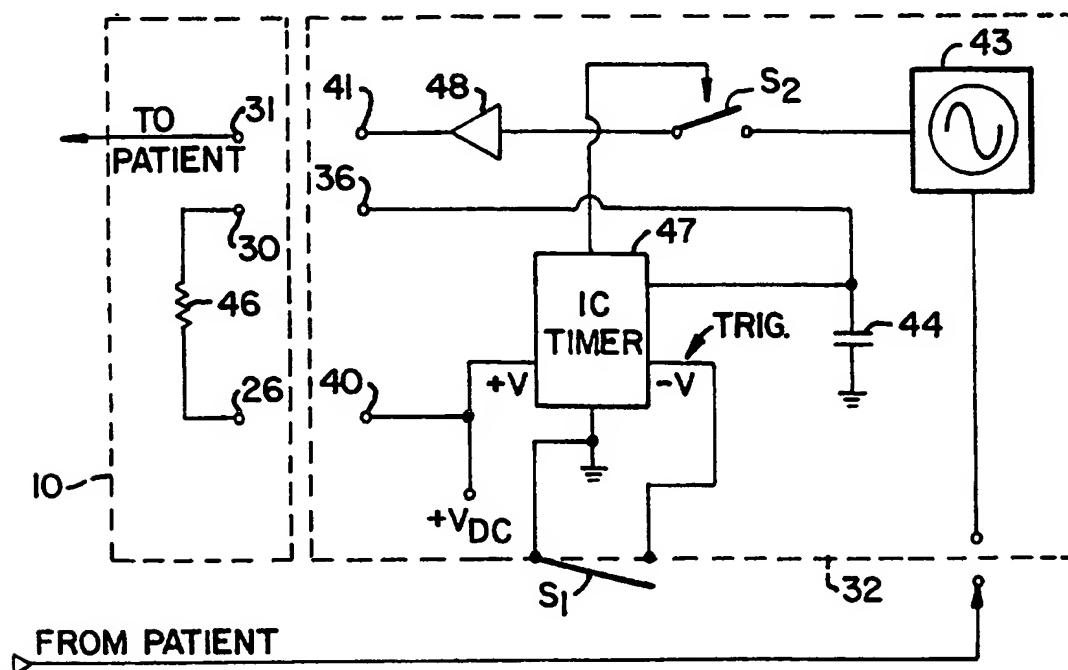 43
31
41
48
S2
TO
PATIENT
36
30
47
46
IC
TIMER
TRIG.
44
+V
-V
26
40
10
+VDC
S1
32
FROM PATIENT